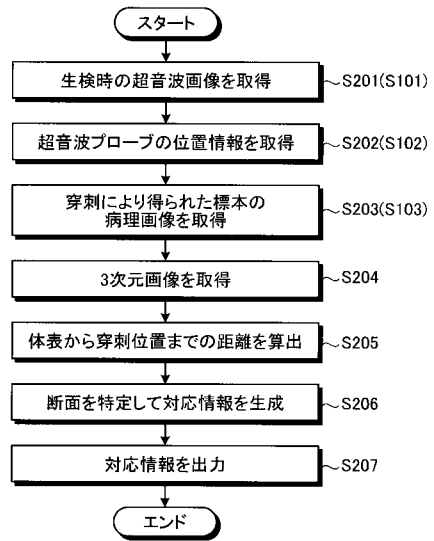 スタート
生検時の超音波画像を取得
S201(S101)
超音波プローブの位置情報を取得
S202(S102)
穿刺により得られた標本の
病理画像を取得
S203(S103)
3次元画像を取得
S204
体表から穿刺位置までの距離を算出
S205
断面を特定して対応情報を生成
S206
対応情報を出力
S207
エンド